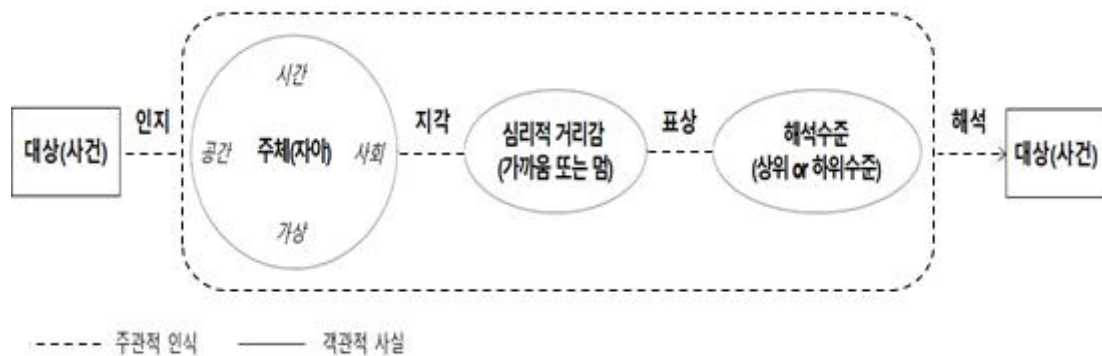 시간
인지
지각
표상
해석
대상(사건)
공간
주체(자아)
사회
심리적 거리감
(가까움 또는 멈)
해석수준
(상위 or 하위수준)
대상(사건)
가상
주관적 인식
객관적 사실